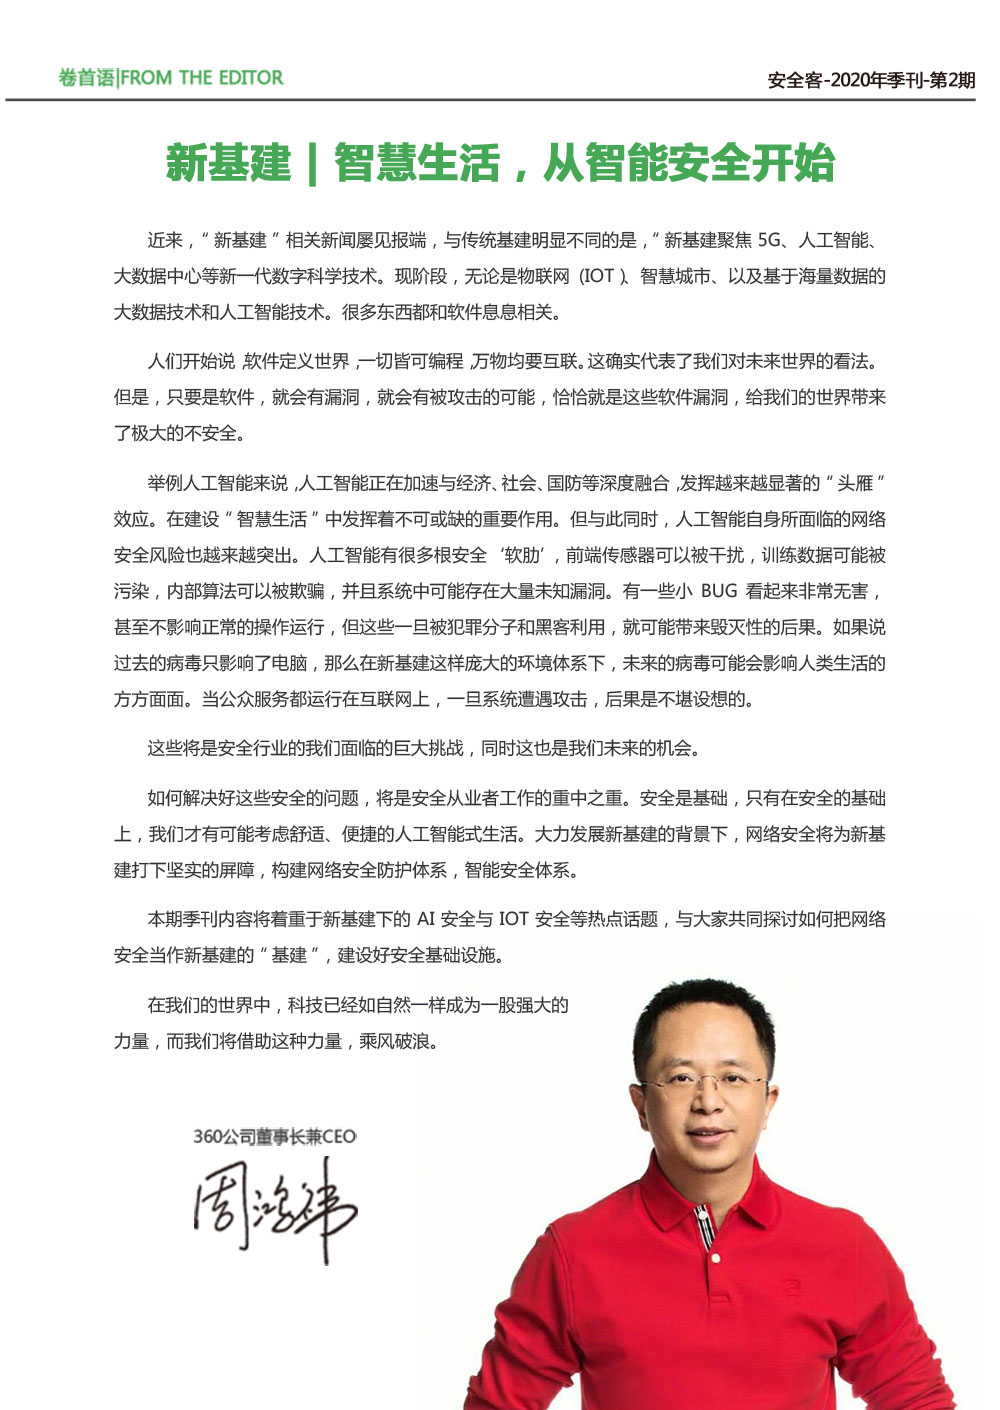 卷首语|FROM THE EDITOR
安全客-2020年季刊-第2期
新基建 | 智慧生活，从智能安全开始
近来，“ 新基建 ” 相关新闻屡见报端，与传统基建明显不同的是，“ 新基建聚焦 5G、人工智能、
大数据中心等新一代数字科学技术。现阶段，无论是物联网（IOT）、智慧城市、以及基于海量数据的
大数据技术和人工智能技术。很多东西都和软件息息相关。
人们开始说，软件定义世界，一切皆可编程，万物均要互联。这确实代表了我们对未来世界的看法。
但是，只要是软件，就会有漏洞，就会有被攻击的可能，恰恰就是这些软件漏洞，给我们的世界带来
了极大的不安全。
举例人工智能来说，人工智能正在加速与经济、社会、国防等深度融合，发挥越来越显著的 “ 头雁 ”
效应。在建设 “ 智慧生活 ” 中发挥着不可或缺的重要作用。但与此同时，人工智能自身所面临的网络
安全风险也越来越突出。人工智能有很多根安全 ‘软肋’，前端传感器可以被干扰，训练数据可能被
污染，内部算法可以被欺骗，并且系统中可能存在大量未知漏洞。有一些小 BUG 看起来非常无害，
甚至不影响正常的操作运行，但这些一旦被犯罪分子和黑客利用，就可能带来毁灭性的后果。如果说
过去的病毒只影响了电脑，那么在新基建这样庞大的环境体系下，未来的病毒可能会影响人类生活的
方方面面。当公众服务都运行在互联网上，一旦系统遭遇攻击，后果是不堪设想的。
这些将是安全行业的我们面临的巨大挑战，同时这也是我们未来的机会。
如何解决好这些安全的问题，将是安全从业者工作的重中之重。安全是基础，只有在安全的基础
上，我们才有可能考虑舒适、便捷的人工智能式生活。大力发展新基建的背景下，网络安全将为新基
建打下坚实的屏障，构建网络安全防护体系，智能安全体系。
本期季刊内容将着重于新基建下的 AI 安全与 IOT 安全等热点话题，与大家共同探讨如何把网络
安全当作新基建的 “ 基建 ”，建设好安全基础设施。
在我们的世界中，科技已经如自然一样成为一股强大的
力量，而我们将借助这种力量，乘风破浪。
360公司董事长兼CEO
周鸿祎